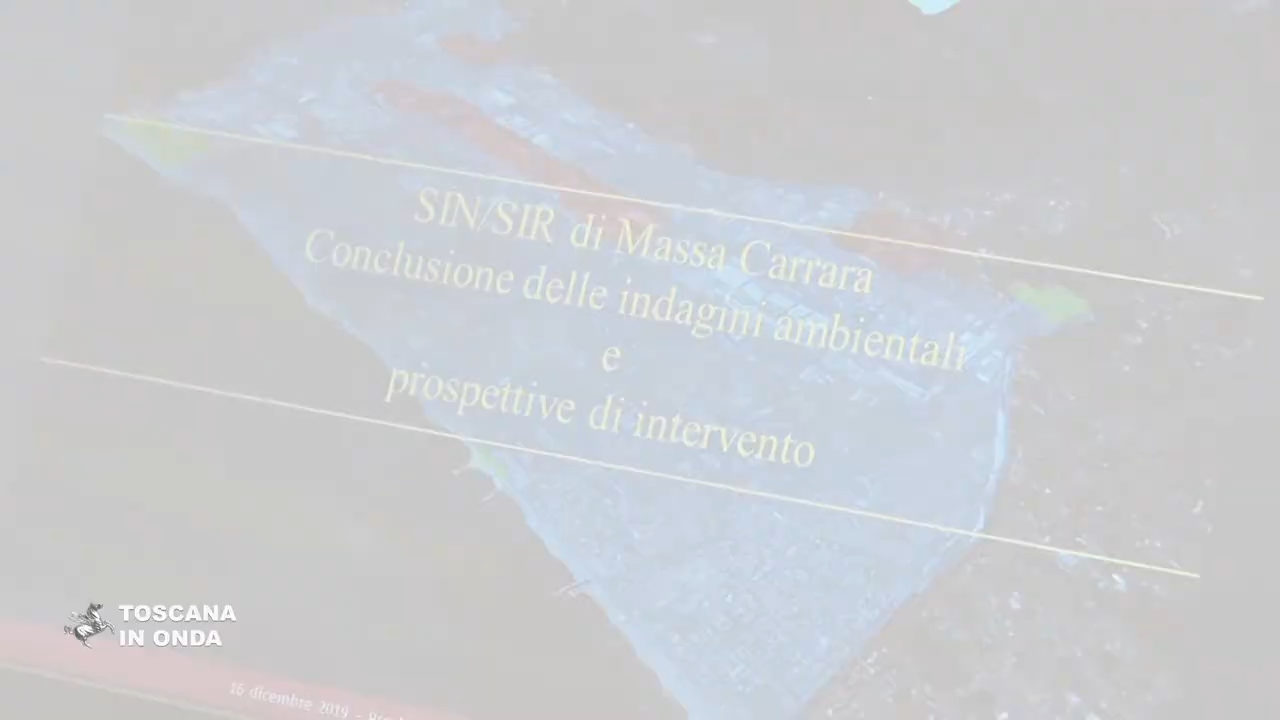 SIN/SIR di Massa Carrara
Conclusione delle indagini ambientali
e
prospettive di intervento
TOSCANA
IN ONDA
16 dicembre 2019 -